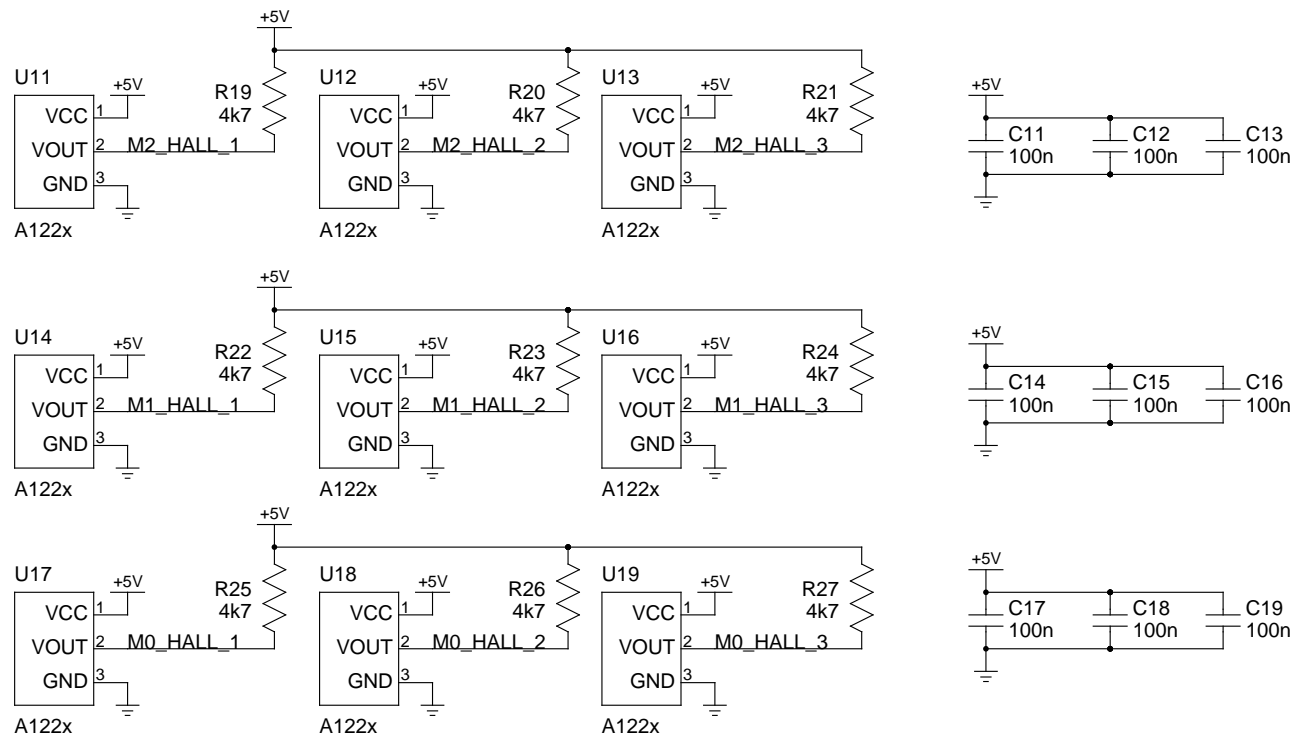 +5V
U11 +5V R19 4k7 U12 +5V R20 4k7 U13 +5V R21 4k7 +5V
VCC 1 VCC 1 VCC 1 C11 100n C12 100n C13 100n
VOUT 2 M2_HALL_1 VOUT 2 M2_HALL_2 VOUT 2 M2_HALL_3
GND 3 GND 3 GND 3
A122x A122x A122x
+5V
U14 +5V R22 4k7 U15 +5V R23 4k7 U16 +5V R24 4k7 +5V
VCC 1 VCC 1 VCC 1 C14 100n C15 100n C16 100n
VOUT 2 M1_HALL_1 VOUT 2 M1_HALL_2 VOUT 2 M1_HALL_3
GND 3 GND 3 GND 3
A122x A122x A122x
+5V
U17 +5V R25 4k7 U18 +5V R26 4k7 U19 +5V R27 4k7 +5V
VCC 1 VCC 1 VCC 1 C17 100n C18 100n C19 100n
VOUT 2 M0_HALL_1 VOUT 2 M0_HALL_2 VOUT 2 M0_HALL_3
GND 3 GND 3 GND 3
A122x A122x A122x